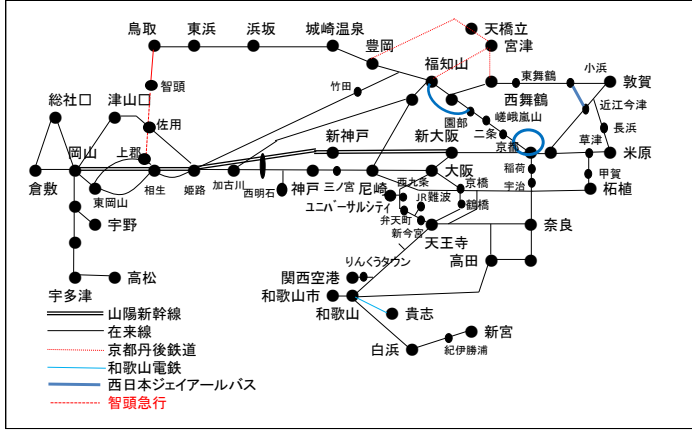 鳥取
東浜
浜坂
城崎温泉
豊岡
天橋立
宮津
福知山
竹田
智頭
総社口
津山口
佐用
上郡
岡山
倉敷
東岡山
相生
姫路
加古川
西明石
新神戸
新大阪
神戸
三ノ宮
尼崎
大阪
西舞鶴
東舞鶴
小浜
敦賀
近江今津
長浜
園部
嵯峨嵐山
二条
京都
草津
米原
稲荷
宇治
甲賀
柘植
西九条
京橋
ユニバーサルシティ
JR難波
鶴橋
弁天町
新今宮
天王寺
奈良
高田
宇野
宇多津
高松
りんくうタウン
関西空港
和歌山市
和歌山
貴志
白浜
紀伊勝浦
新宮
山陽新幹線
在来線
京都丹後鉄道
和歌山電鉄
西日本ジェイアールバス
智頭急行